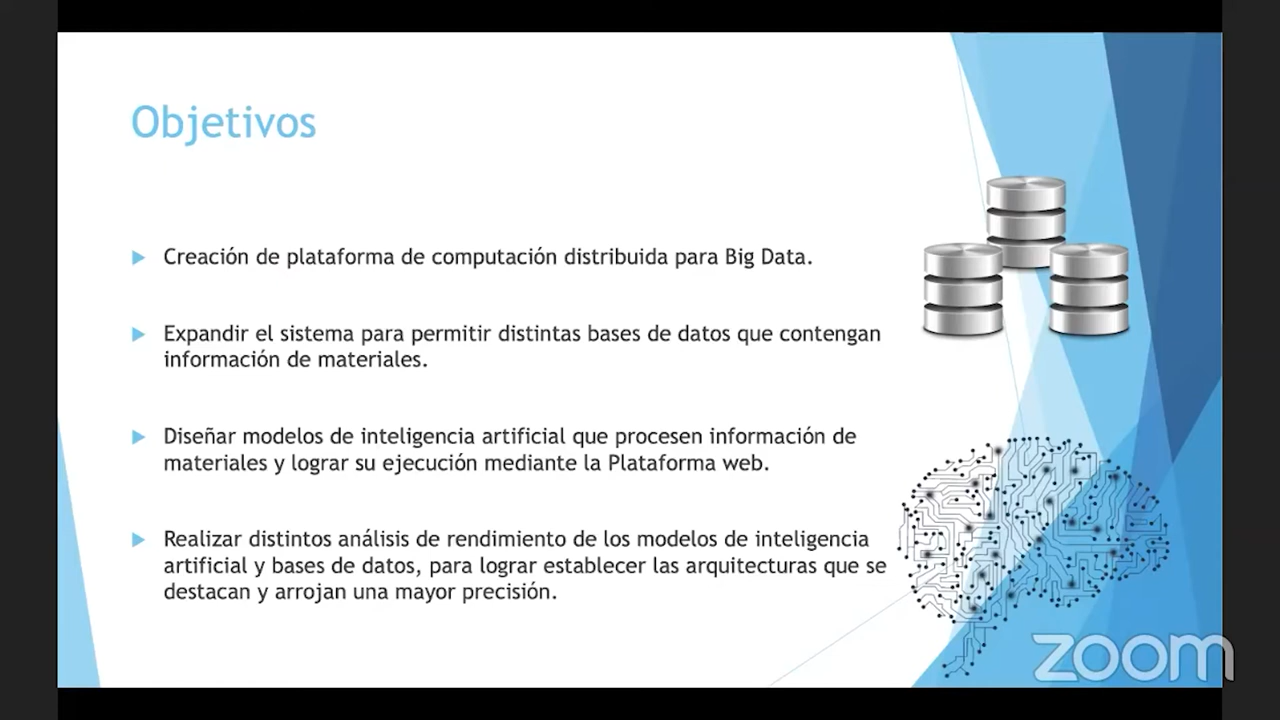 Objetivos
Creación de plataforma de computación distribuida para Big Data.
Expandir el sistema para permitir distintas bases de datos que contengan
información de materiales.
Diseñar modelos de inteligencia artificial que procesen información de
materiales y lograr su ejecución mediante la Plataforma web.
Realizar distintos análisis de rendimiento de los modelos de inteligencia
artificial y bases de datos, para lograr establecer las arquitecturas que se
destacan y arrojan una mayor precisión.
zoom